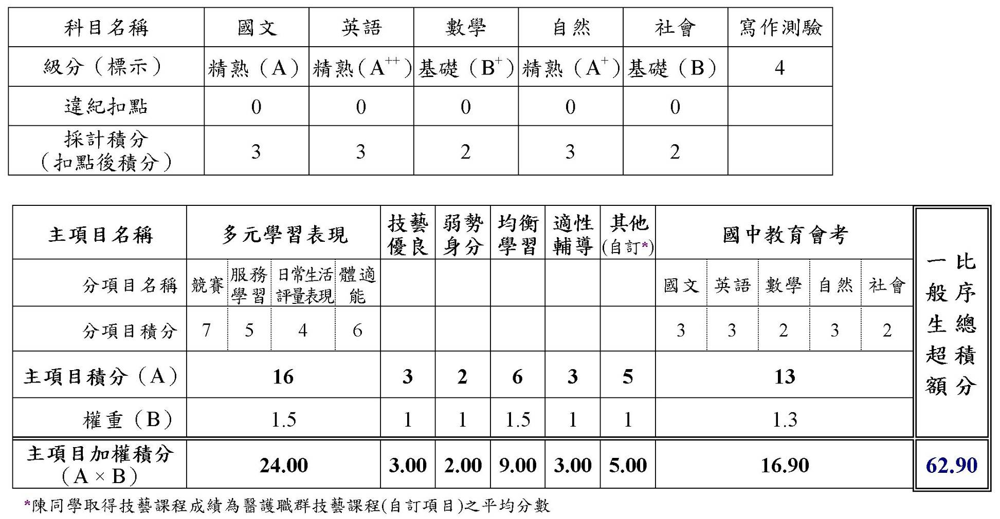 科目名稱 國文 英語 數學 自然 社會 寫作測驗
級分（標示） 精熟（A） 精熟(A++) 基礎（B+） 精熟（A+） 基礎（B） 4
違紀扣點 0 0 0 0 0
採計積分
（扣點後積分） 3 3 2 3 2
主項目名稱 多元學習表現 技藝優良 弱勢身分 均衡學習 適性輔導 其他(自訂*) 國中教育會考 一般生超額比序總積分
分項目名稱 競賽 服務學習 日常生活評量表現 體適能 國文 英語 數學 自然 社會
分項目積分 7 5 4 6 3 3 2 3 2
主項目積分（A） 16 3 2 6 3 5 13
權重（B） 1.5 1 1 1.5 1 1 1.3
主項目加權積分
（A × B） 24.00 3.00 2.00 9.00 3.00 5.00 16.90 62.90
*陳同學取得技藝課程成績為醫護職群技藝課程(自訂項目)之平均分數